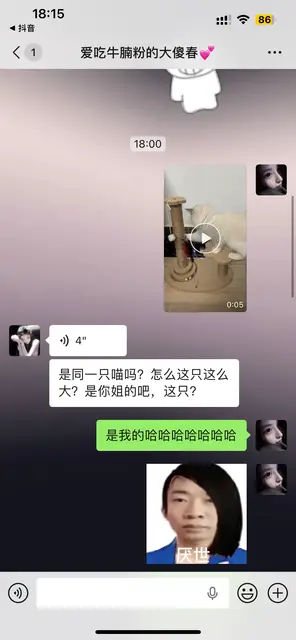 18:15
86
抖音
1
爱吃牛腩粉的大傻春💕
18:00
0:05
4"
是同一只喵吗？怎么这只这么
大？是你姐的吧，这只？
是我的哈哈哈哈哈哈哈
厌世